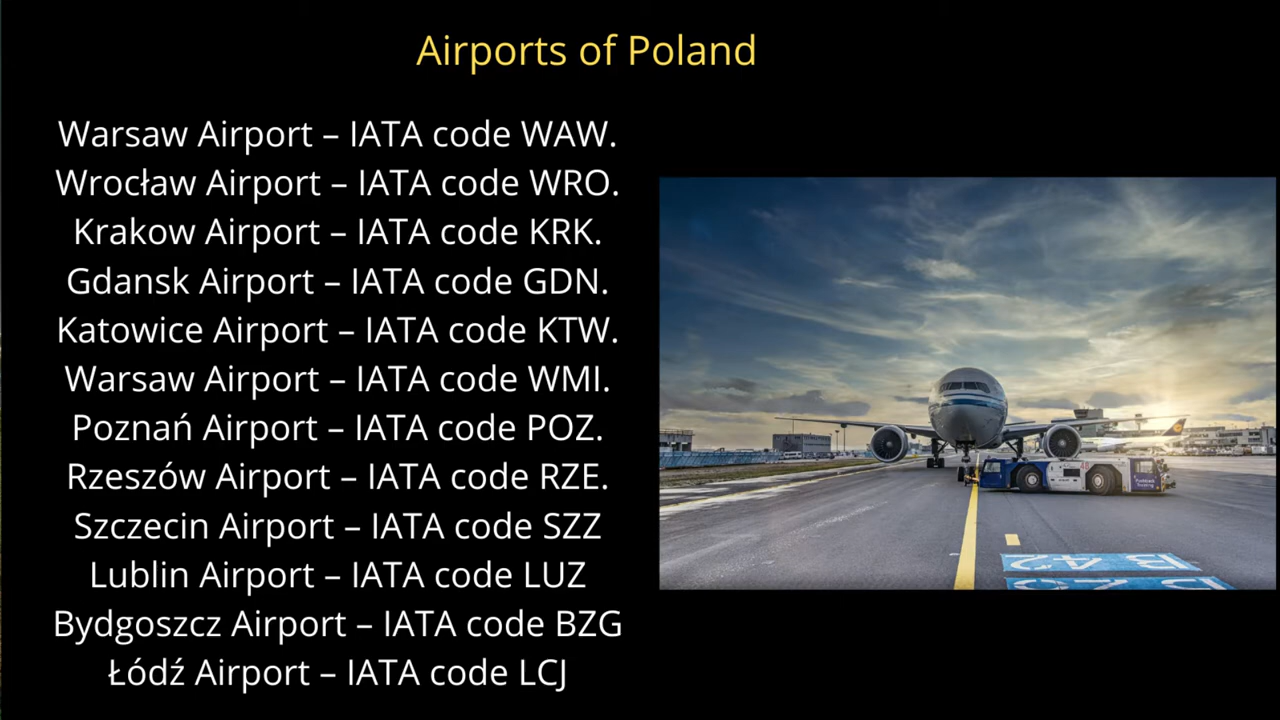 Airports of Poland
Warsaw Airport – IATA code WAW.
Wrocław Airport – IATA code WRO.
Krakow Airport – IATA code KRK.
Gdansk Airport – IATA code GDN.
Katowice Airport – IATA code KTW.
Warsaw Airport – IATA code WMI.
Poznań Airport – IATA code POZ.
Rzeszów Airport – IATA code RZE.
Szczecin Airport – IATA code SZZ
Lublin Airport – IATA code LUZ
Bydgoszcz Airport – IATA code BZG
Łódź Airport – IATA code LCJ